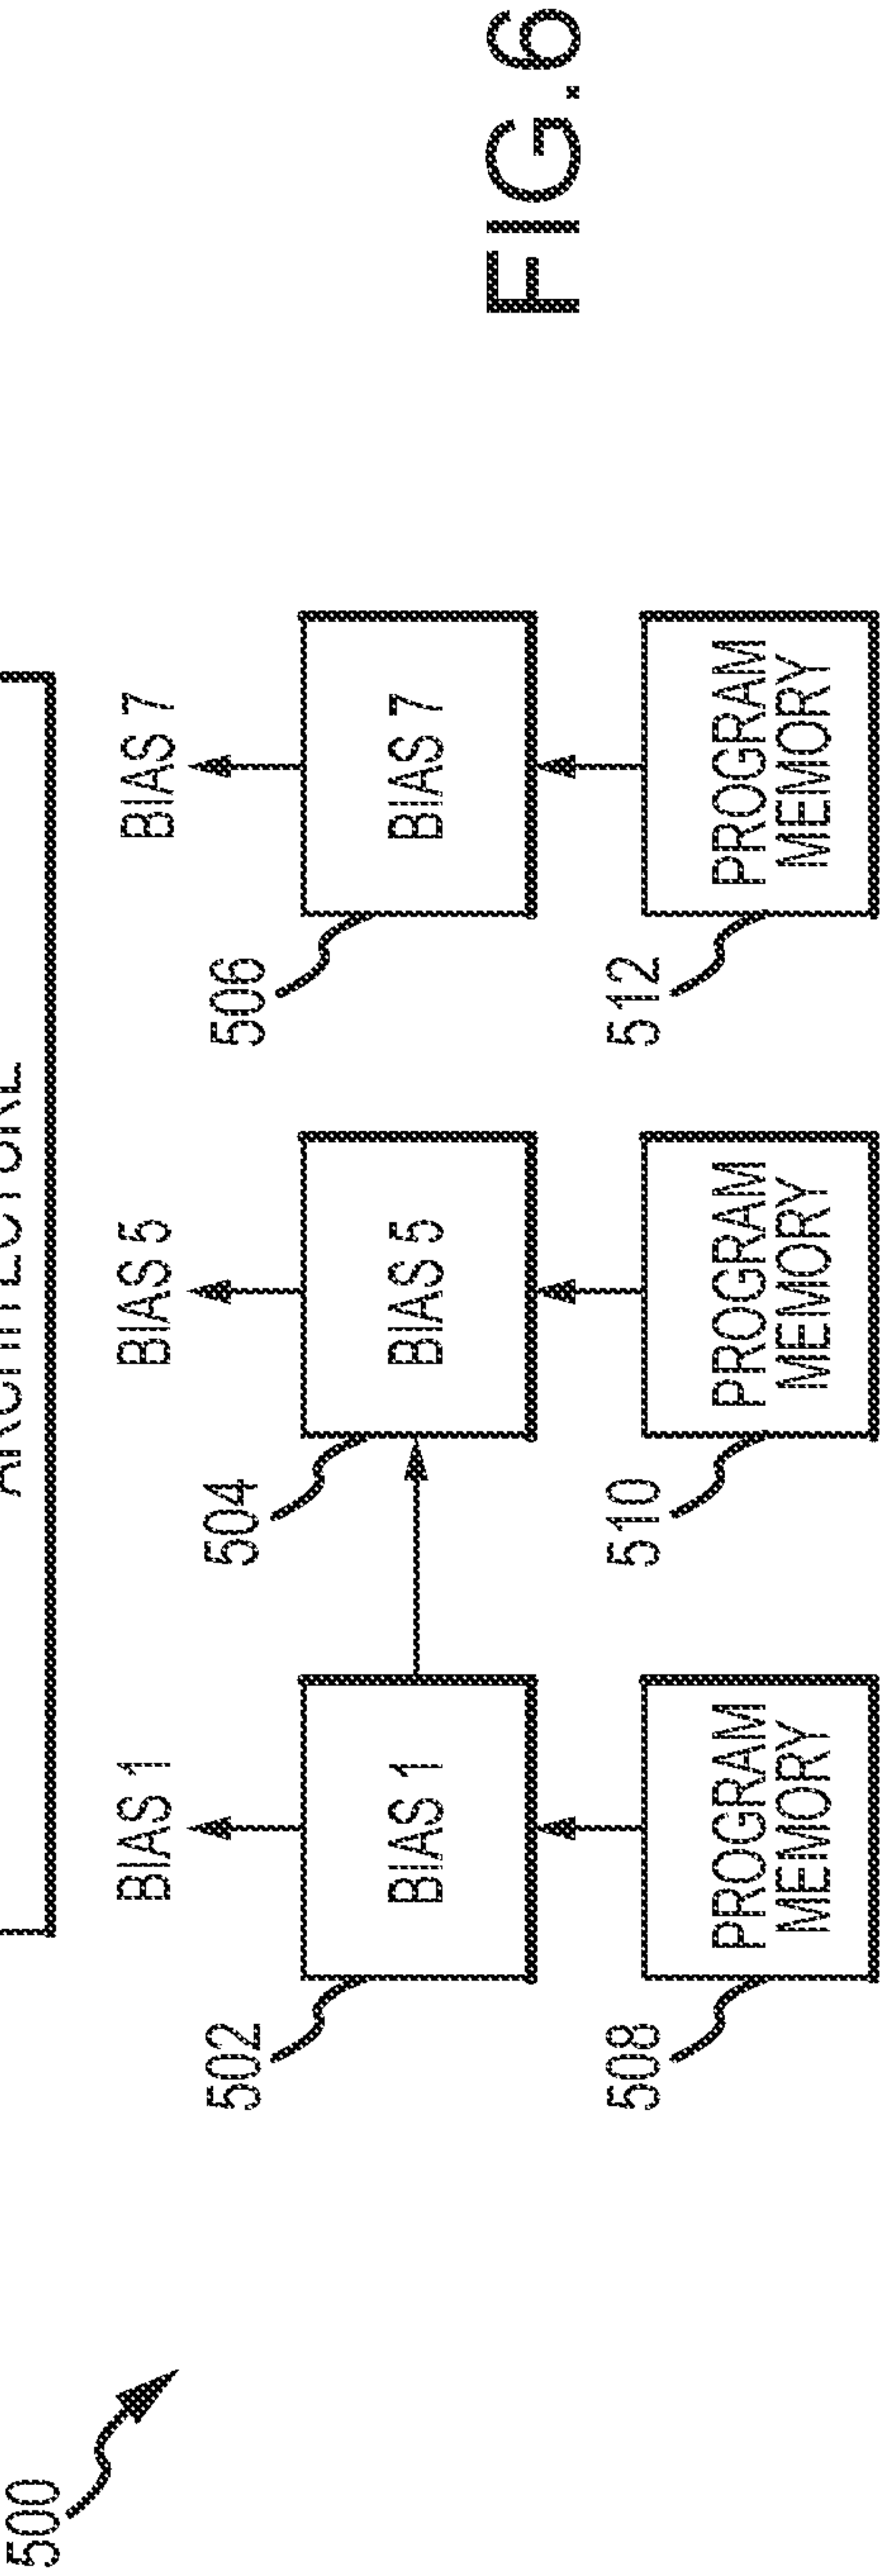 ARCHITECTURE
500
BIAS 1
BIAS 5
BIAS 7
502
504
506
BIAS 1
BIAS 5
BIAS 7
508
510
512
PROGRAM
MEMORY
PROGRAM
MEMORY
PROGRAM
MEMORY
FIG.6